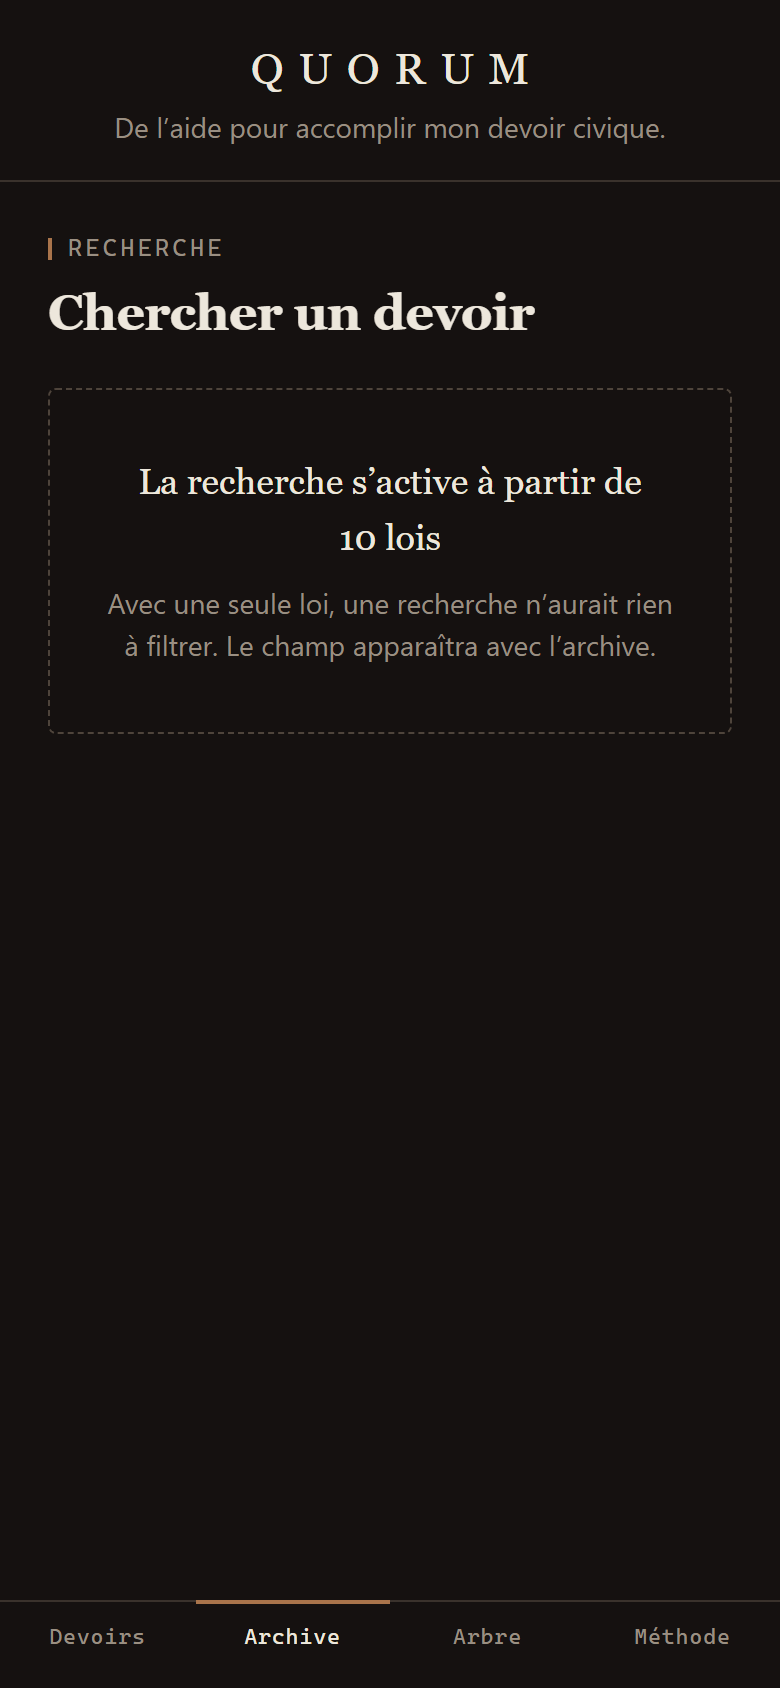 QUORUM
De l’aide pour accomplir mon devoir civique.
RECHERCHE
Chercher un devoir
La recherche s’active à partir de
10 lois
Avec une seule loi, une recherche n’aurait rien
à filtrer. Le champ apparaîtra avec l’archive.
Devoirs Archive Arbre Méthode